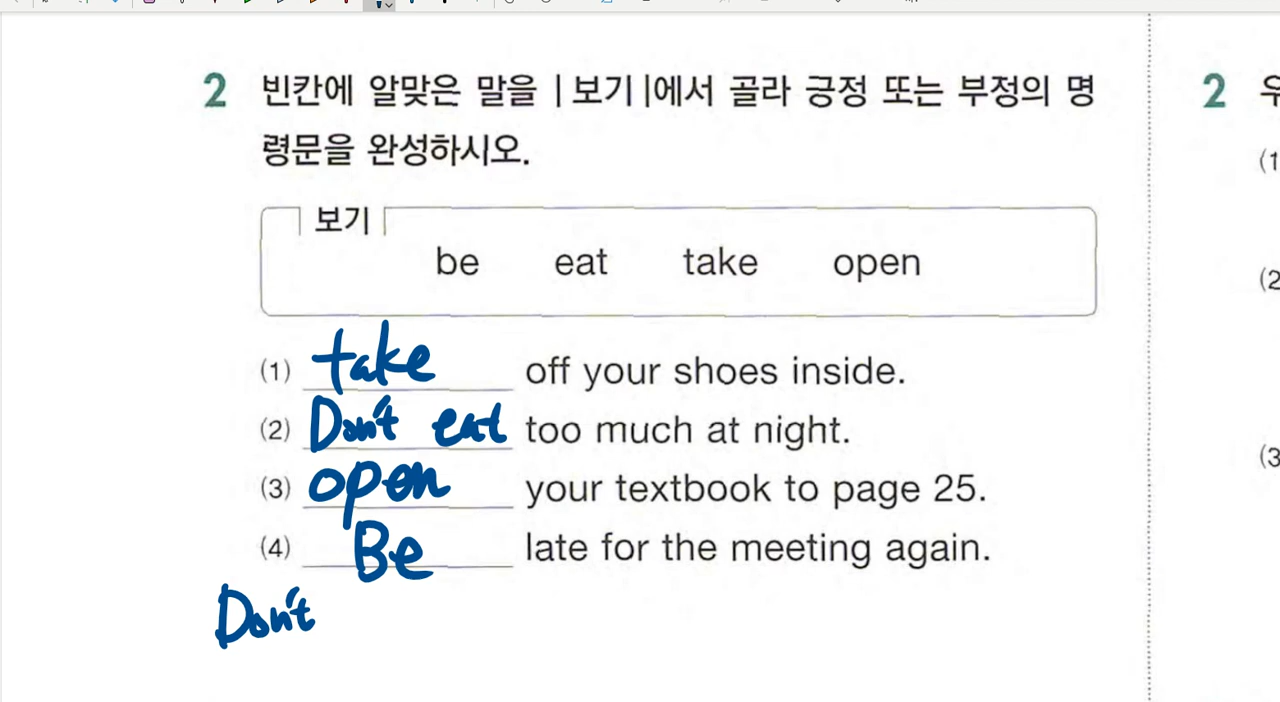 2 빈칸에 알맞은 말을 | 보기 |에서 골라 긍정 또는 부정의 명
령문을 완성하시오.
보기
be eat take open
(1) take off your shoes inside.
(2) Don't eat too much at night.
(3) open your textbook to page 25.
(4) Be late for the meeting again.
Don't
2
(1
(2
(3